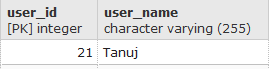 user_id user_name
[PK] integer character varying (255)
21 Tanuj